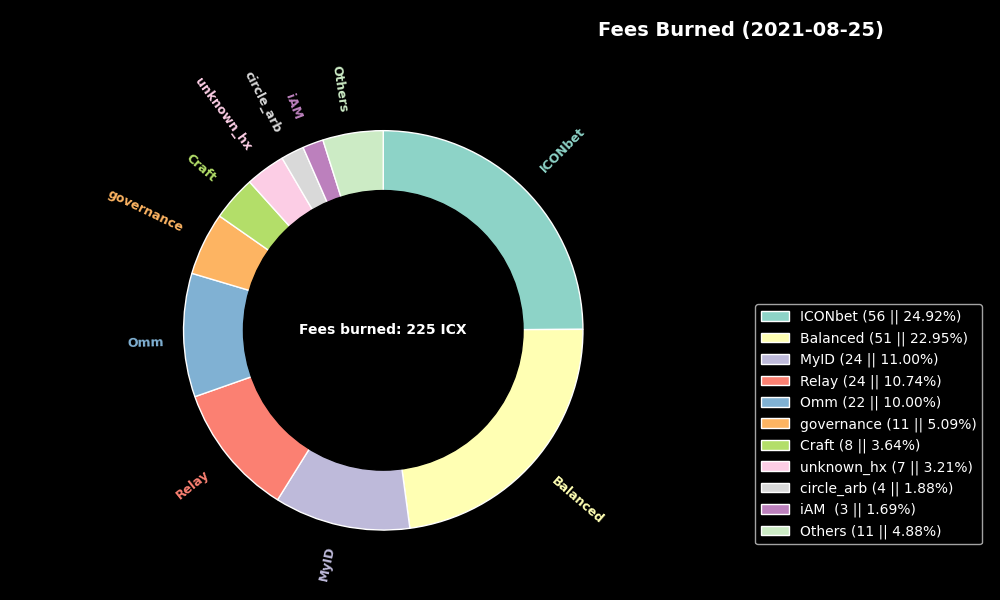 Fees Burned (2021-08-25)
Others
iAM
circle_arb
unknown_hx
ICONbet
Craft
governance
Fees burned: 225 ICX
Omm
Relay
Balanced
MyID
ICONbet (56 || 24.92%)
Balanced (51 || 22.95%)
MyID (24 || 11.00%)
Relay (24 || 10.74%)
Omm (22 || 10.00%)
governance (11 || 5.09%)
Craft (8 || 3.64%)
unknown_hx (7 || 3.21%)
circle_arb (4 || 1.88%)
iAM  (3 || 1.69%)
Others (11 || 4.88%)